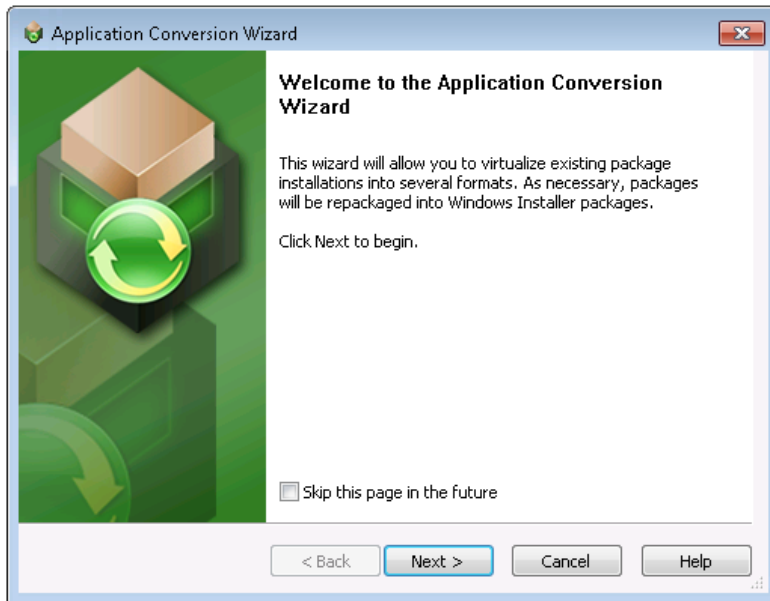 Application Conversion Wizard
Welcome to the Application Conversion
Wizard
This wizard will allow you to virtualize existing package
installations into several formats. As necessary, packages
will be repackaged into Windows Installer packages.
Click Next to begin.
Skip this page in the future
< Back
Next >
Cancel
Help